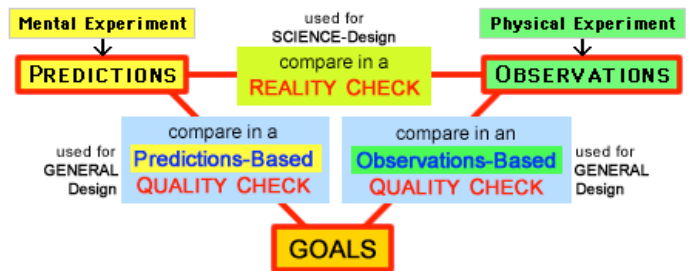 used for
SCIENCE-Design
Mental Experiment
Physical Experiment
PREDICTIONS
compare in a
REALITY CHECK
OBSERVATIONS
used for
GENERAL
Design
compare in a
Predictions-Based
QUALITY CHECK
compare in an
Observations-Based
QUALITY CHECK
used for
GENERAL
Design
GOALS